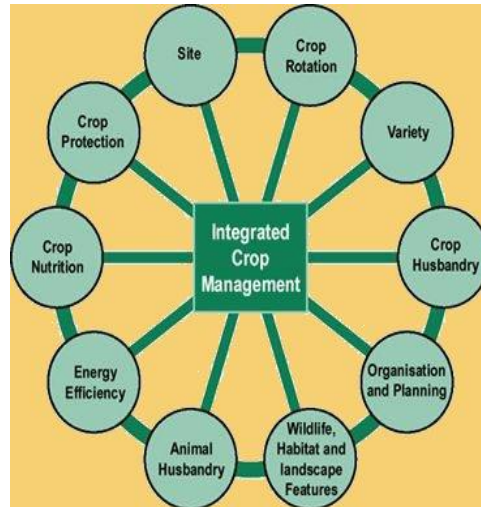 Site
Crop
Rotation
Variety
Crop
Husbandry
Organisation
and Planning
Wildlife,
Habitat and
landscape
Features
Animal
Husbandry
Energy
Efficiency
Crop
Nutrition
Crop
Protection
Integrated
Crop
Management